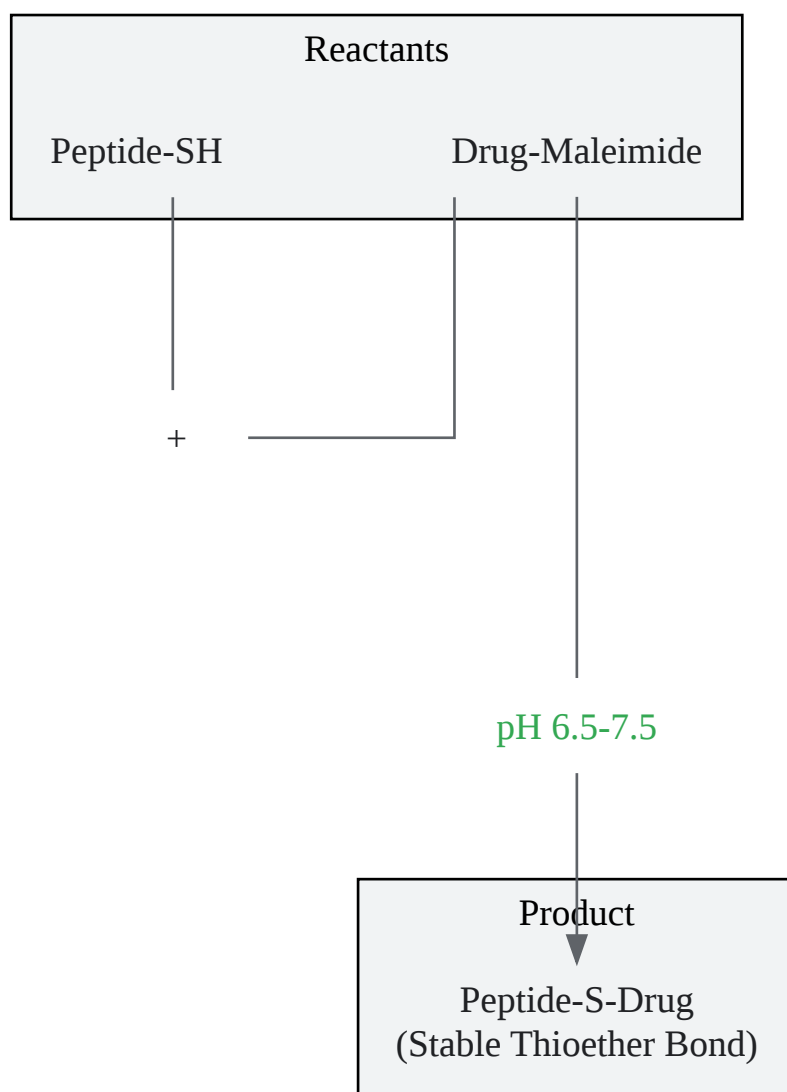 Reactants
Peptide-SH
Drug-Maleimide
+
pH 6.5-7.5
Product
Peptide-S-Drug
(Stable Thioether Bond)